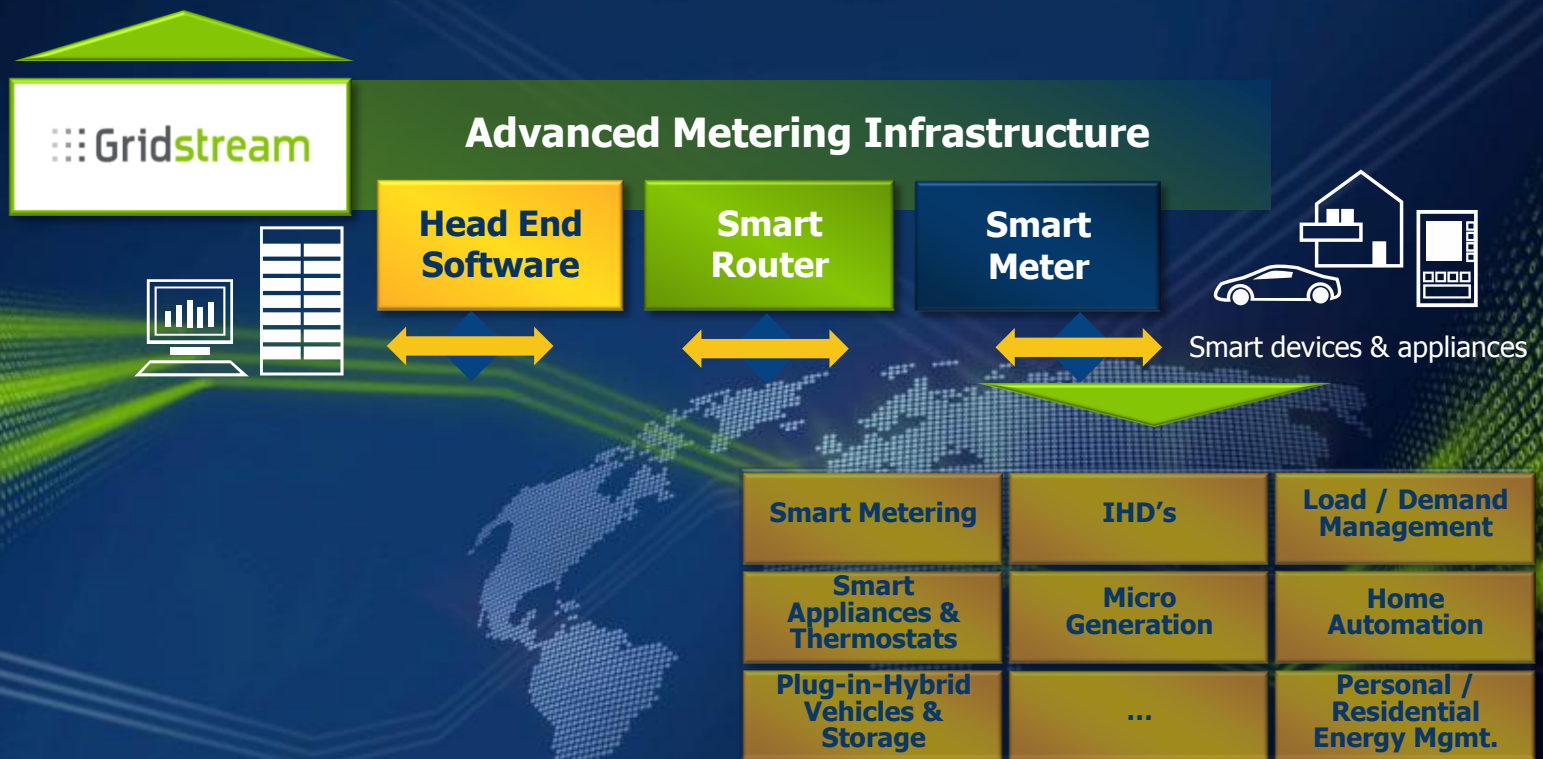 Gridstream
Advanced Metering Infrastructure
Head End
Software
Smart
Router
Smart
Meter
Smart devices & appliances
Smart Metering
IHD's
Load / Demand
Management
Smart
Appliances &
Thermostats
Micro
Generation
Home
Automation
Plug-in-Hybrid
Vehicles &
Storage
...
Personal /
Residential
Energy Mgmt.